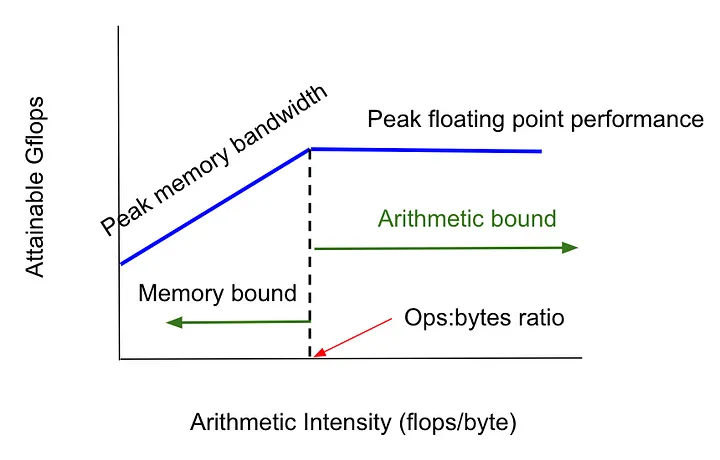 Attainable Gflops
Peak memory bandwidth
Peak floating point performance
Arithmetic bound
Memory bound
Ops:bytes ratio
Arithmetic Intensity (flops/byte)